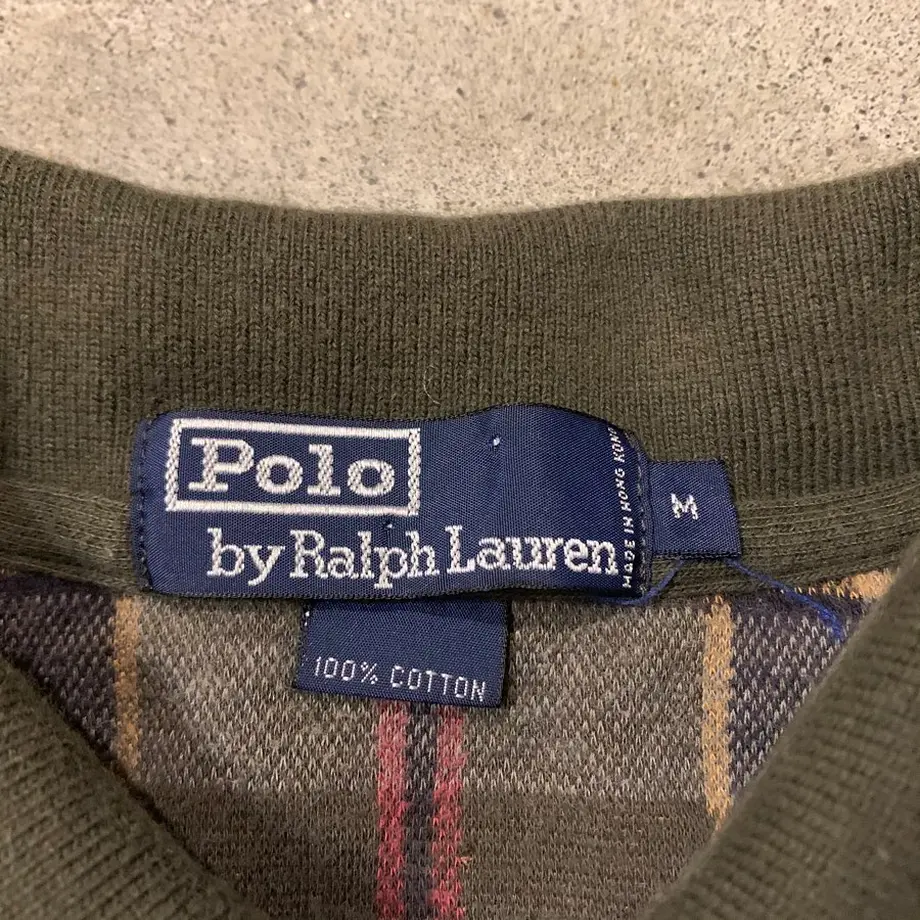 Polo
by Ralph Lauren
MADE IN HONG KONG
M
100% COTTON